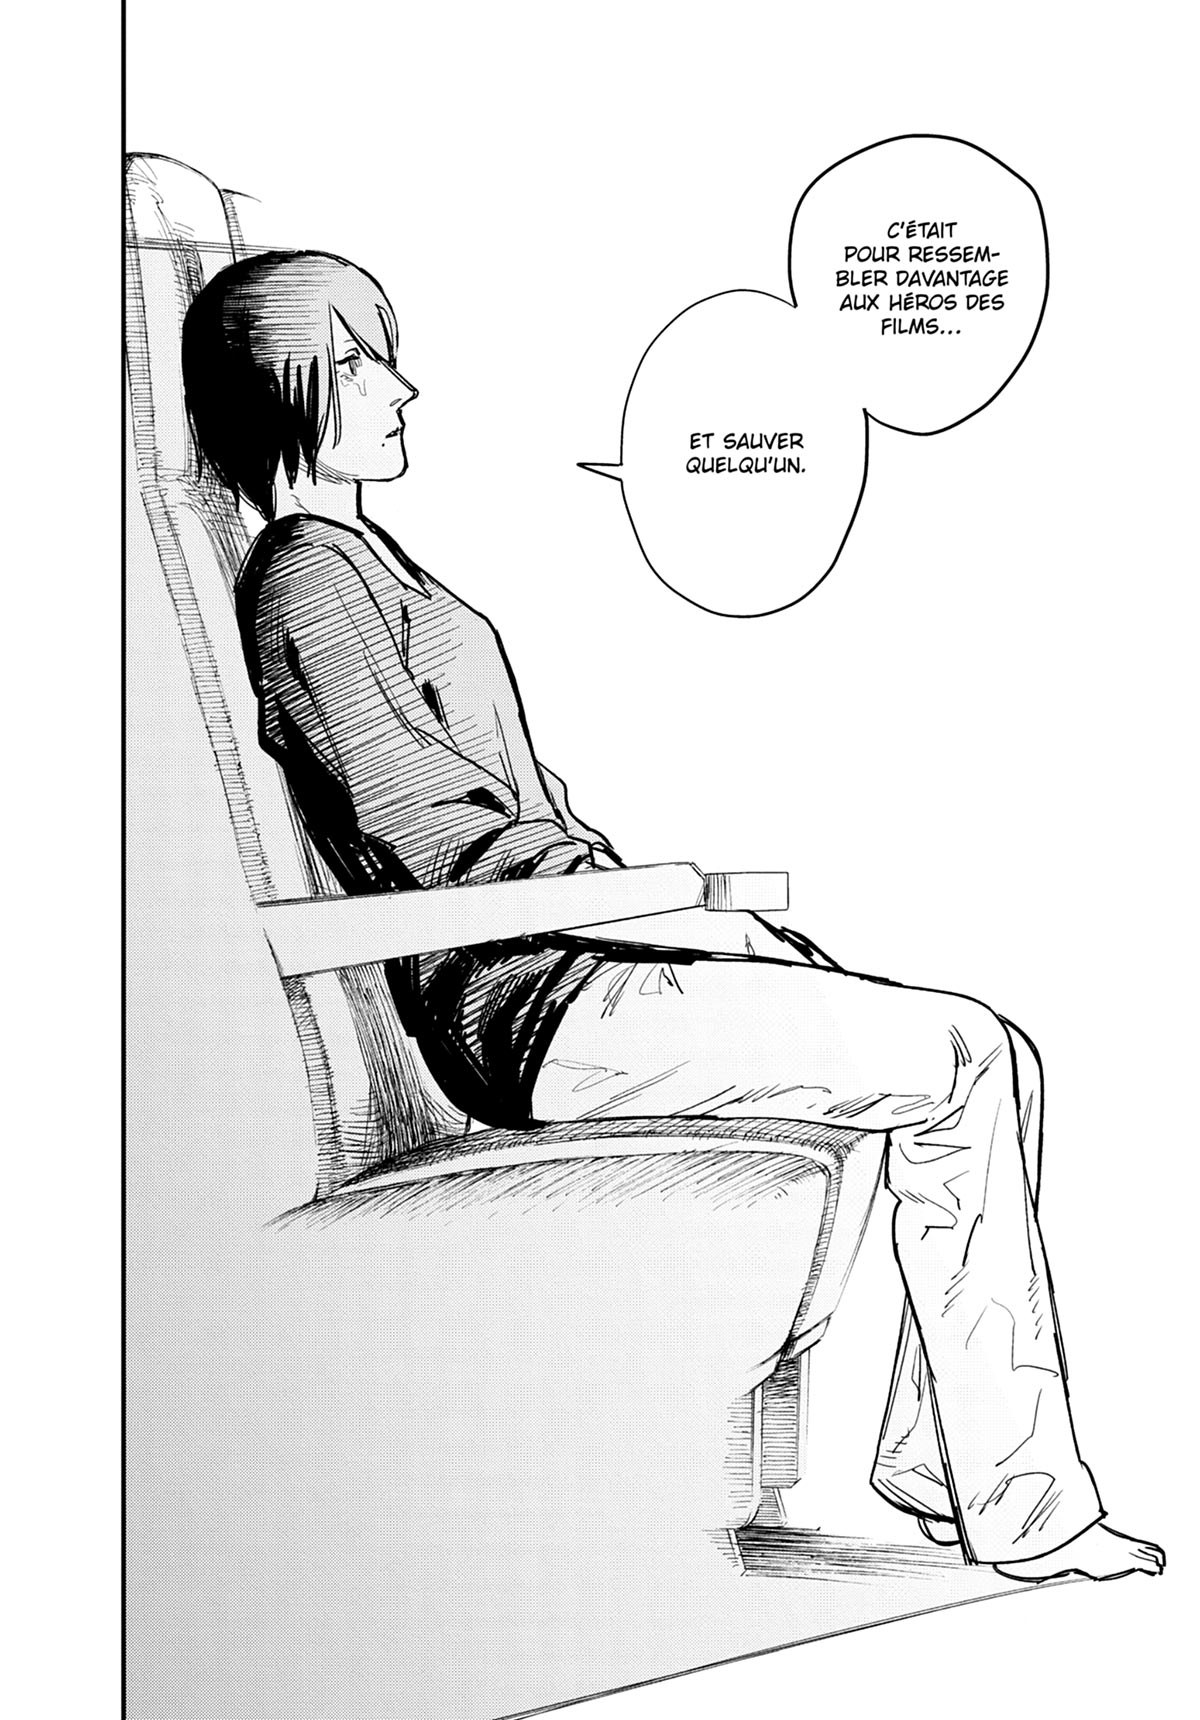 C'ÉTAIT
POUR RESSEM-
BLER DAVANTAGE
AUX HÉROS DES
FILMS...
ET SAUVER
QUELQU'UN.